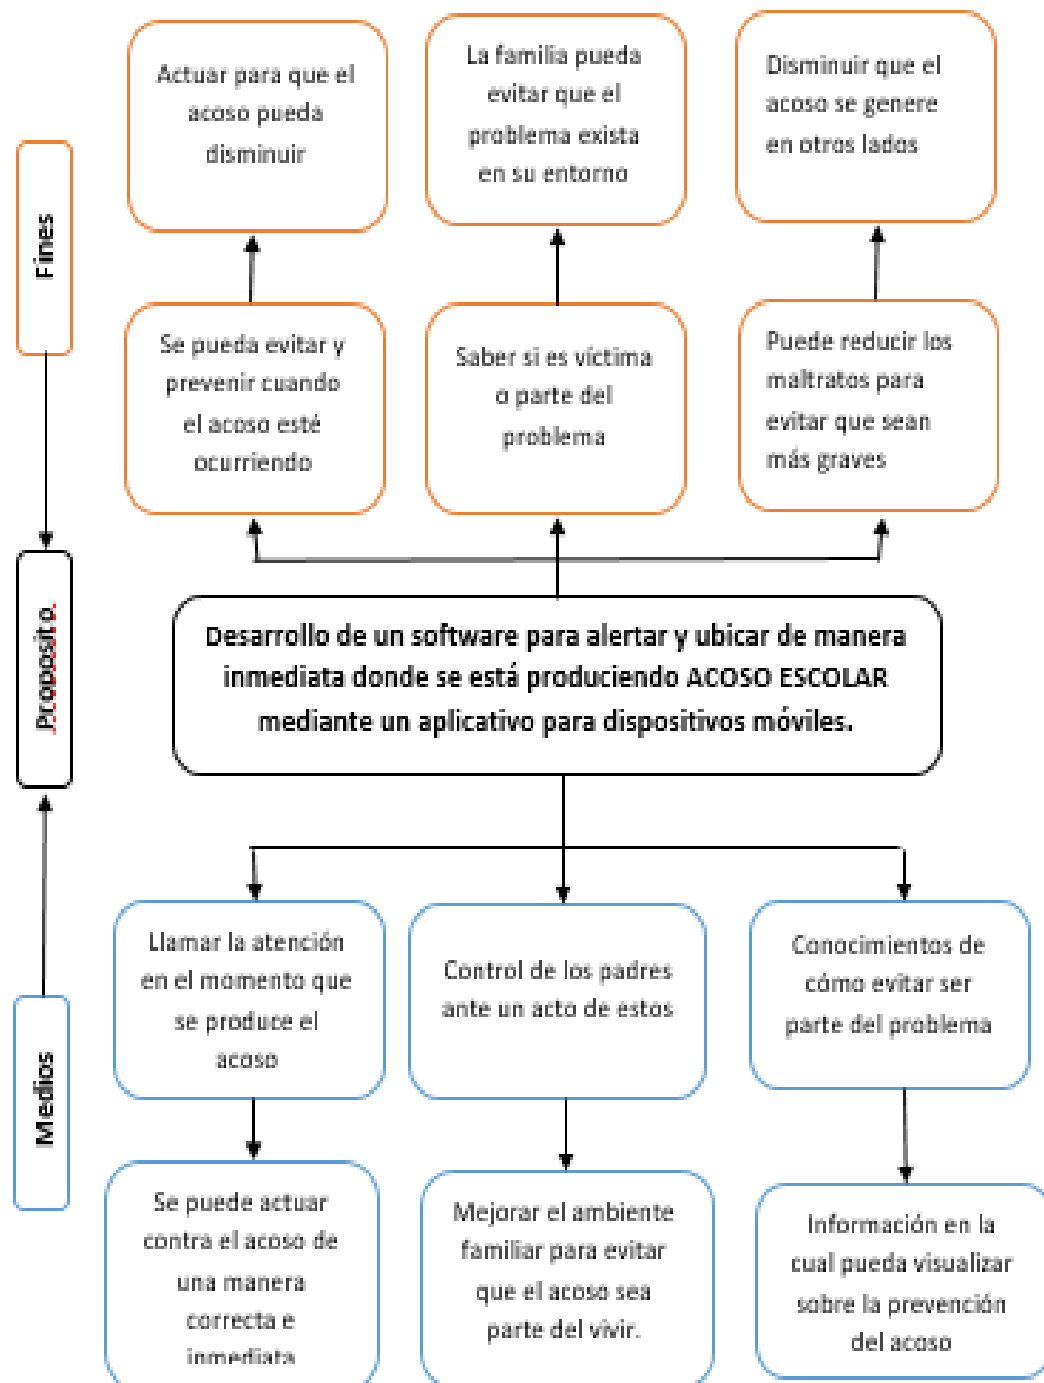 Actuar para que el
acoso pueda
disminuir
La familia pueda
evitar que el
problema exista
en su entorno
Disminuir que el
acoso se genere
en otros lados
Fines
Se pueda evitar y
prevenir cuando
el acoso esté
ocurriendo
Saber si es víctima
o parte del
problema
Puede reducir los
maltratos para
evitar que sean
más graves
Proposito
Desarrollo de un software para alertar y ubicar de manera
inmediata donde se está produciendo ACOSO ESCOLAR
mediante un aplicativo para dispositivos móviles.
Llamar la atención
en el momento que
se produce el
acoso
Control de los padres
ante un acto de estos
Conocimientos de
cómo evitar ser
parte del problema
Medios
Se puede actuar
contra el acoso de
una manera
correcta e
inmediata
Mejorar el ambiente
familiar para evitar
que el acoso sea
parte del vivir.
Información en la
cual pueda visualizar
sobre la prevención
del acoso